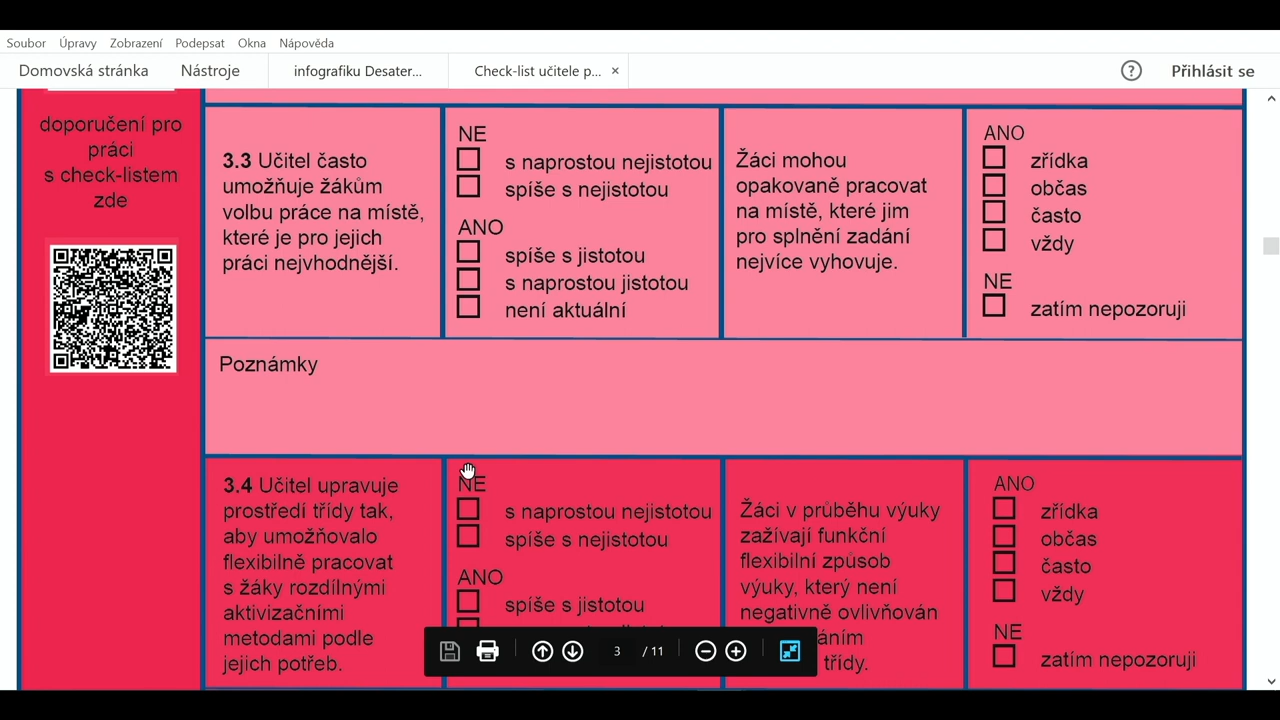 Soubor Úpravy Zobrazení Podepsat Okna Nápověda
Domovská stránka Nástroje infografiku Desater... Check-list učitele p... × ? Přihlásit se
doporučení pro
práci
s check-listem
zde
3.3 Učitel často
umožňuje žákům
volbu práce na místě,
které je pro jejich
práci nejvhodnější.
NE
s naprostou nejistotou
spíše s nejistotou
ANO
spíše s jistotou
s naprostou jistotou
není aktuální
Žáci mohou
opakovaně pracovat
na místě, které jim
pro splnění zadání
nejvíce vyhovuje.
ANO
zřídka
občas
často
vždy
NE
zatím nepozoruji
Poznámky
3.4 Učitel upravuje
prostředí třídy tak,
aby umožňovalo
flexibilně pracovat
s žáky rozdílnými
aktivizačními
metodami podle
jejich potřeb.
NE
s naprostou nejistotou
spíše s nejistotou
ANO
spíše s jistotou
Žáci v průběhu výuky
zažívají funkční
flexibilní způsob
výuky, který není
negativně ovlivňován
třídy.
ANO
zřídka
občas
často
vždy
NE
zatím nepozoruji
3 / 11